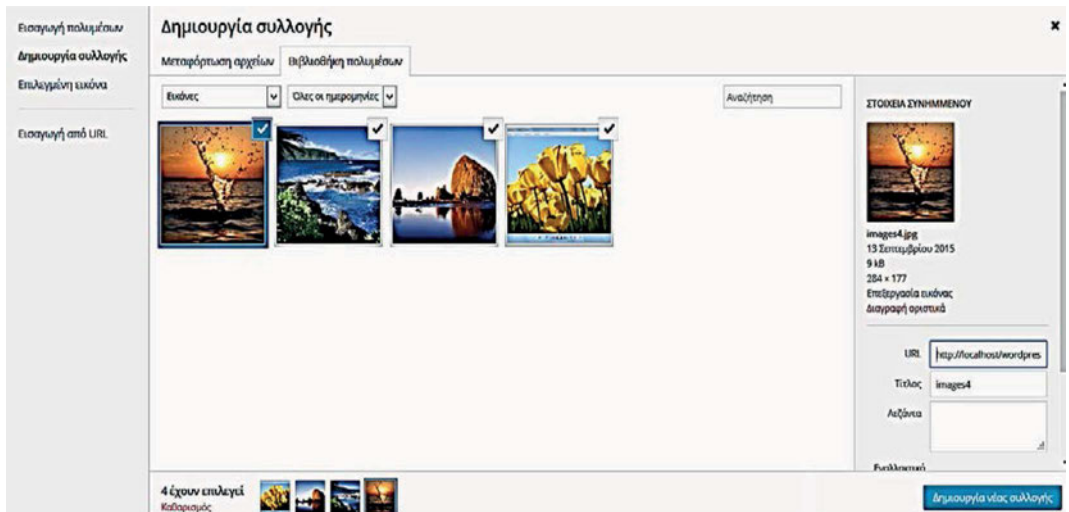 Εισαγωγή πολυμέσων
Δημιουργία συλλογής
Επιλεγμένη εικόνα
Εισαγωγή από URL
Δημιουργία συλλογής
Μεταφόρτωση αρχείων
Βιβλιοθήκη πολυμέσων
Εικόνες
Όλες οι ημερομηνίες
Αναζήτηση
ΣΤΟΙΧΕΙΑ ΣΥΝΗΜΜΕΝΟΥ
images4.jpg
13 Σεπτεμβρίου 2015
9 kB
284 × 177
Επεξεργασία εικόνας
Διαγραφή οριστικά
URL http://localhost/wordpres
Τίτλος images4
Λεζάντα
Εναλλακτικό
4 έχουν επιλεγεί
Καθαρισμός
Δημιουργία νέας συλλογής